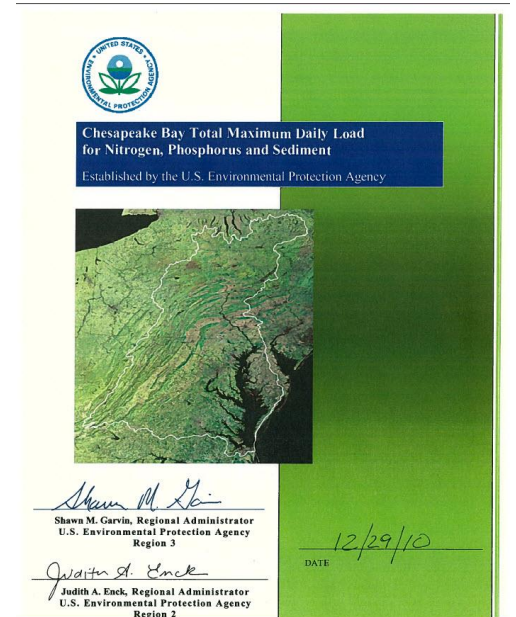 UNITED STATES
ENVIRONMENTAL PROTECTION AGENCY
Chesapeake Bay Total Maximum Daily Load
for Nitrogen, Phosphorus and Sediment
Established by the U.S. Environmental Protection Agency
Shawn M. Garvin, Regional Administrator
U.S. Environmental Protection Agency
Region 3
12/29/10
DATE
Judith A. Enck
Judith A. Enck, Regional Administrator
U.S. Environmental Protection Agency
Region 2